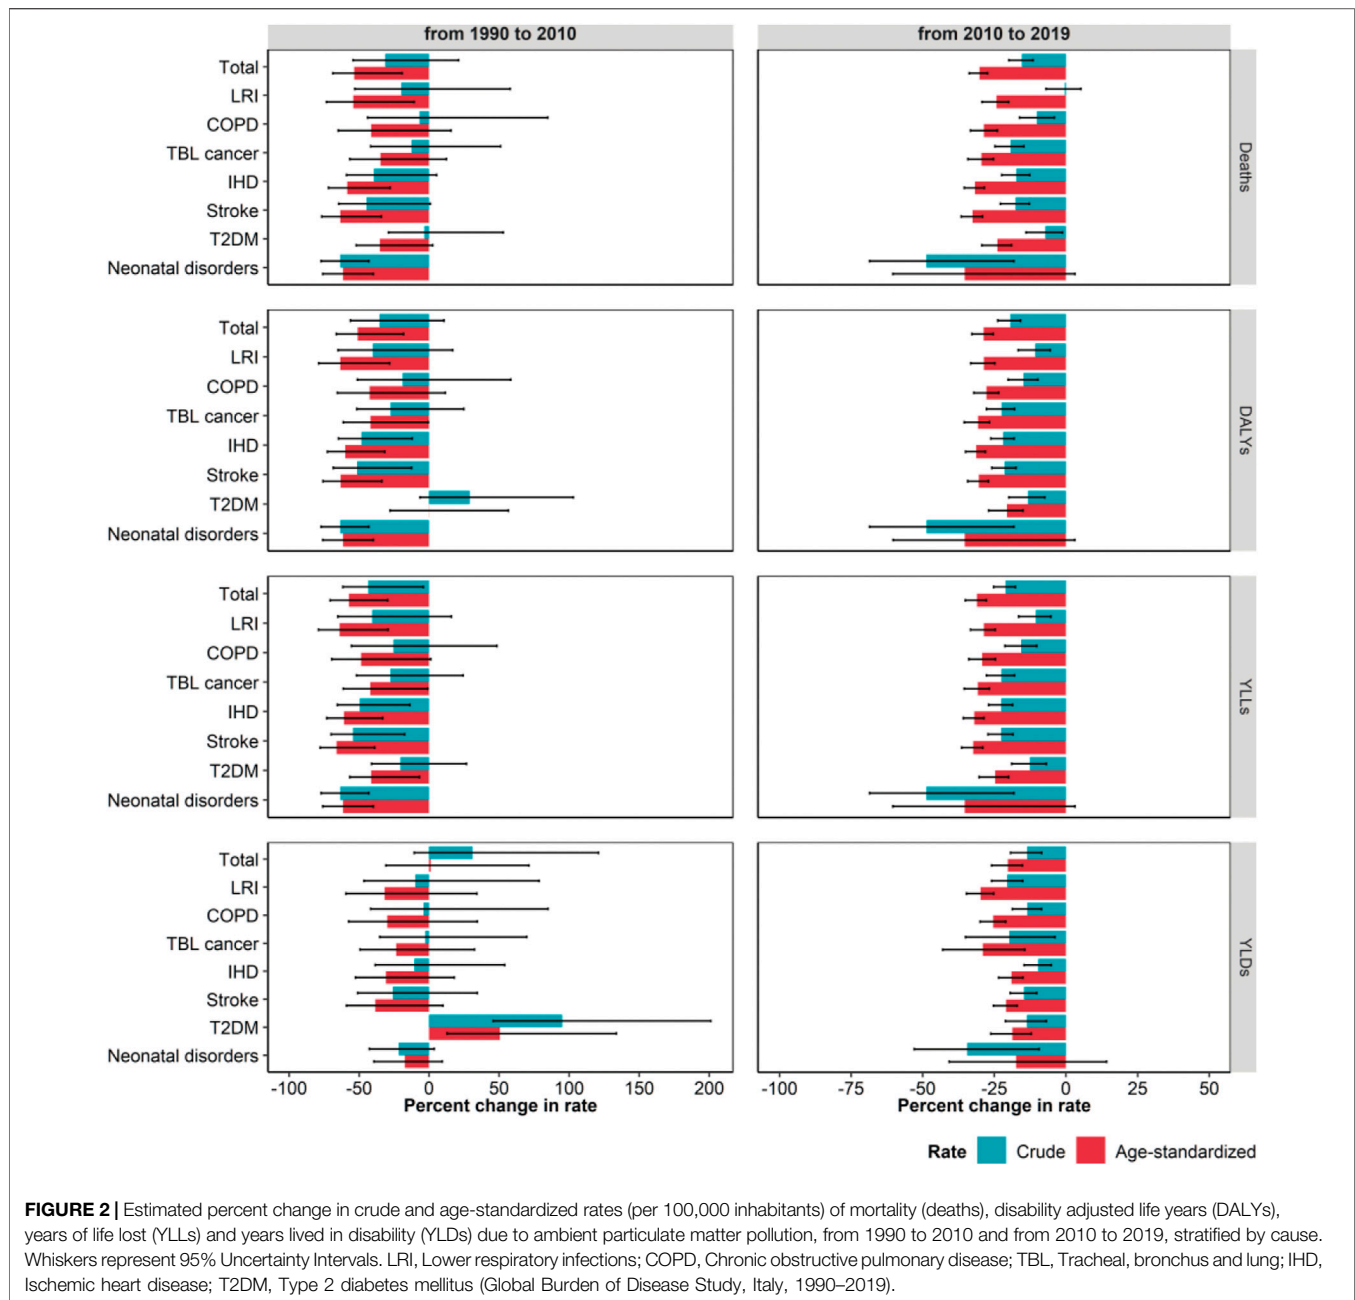 from 1990 to 2010
from 2010 to 2019
Total
LRI
COPD
TBL cancer
IHD
Stroke
T2DM
Neonatal disorders
Deaths
Total
LRI
COPD
TBL cancer
IHD
Stroke
T2DM
Neonatal disorders
DALYs
Total
LRI
COPD
TBL cancer
IHD
Stroke
T2DM
Neonatal disorders
YLLs
Total
LRI
COPD
TBL cancer
IHD
Stroke
T2DM
Neonatal disorders
YLDs
-100 -50 0 50 100 150 200
-100 -75 -50 -25 0 25 50
Percent change in rate
Percent change in rate
Rate Crude Age-standardized
FIGURE 2 | Estimated percent change in crude and age-standardized rates (per 100,000 inhabitants) of mortality (deaths), disability adjusted life years (DALYs),
years of life lost (YLLs) and years lived in disability (YLDs) due to ambient particulate matter pollution, from 1990 to 2010 and from 2010 to 2019, stratified by cause.
Whiskers represent 95% Uncertainty Intervals. LRI, Lower respiratory infections; COPD, Chronic obstructive pulmonary disease; TBL, Tracheal, bronchus and lung; IHD,
Ischemic heart disease; T2DM, Type 2 diabetes mellitus (Global Burden of Disease Study, Italy, 1990–2019).